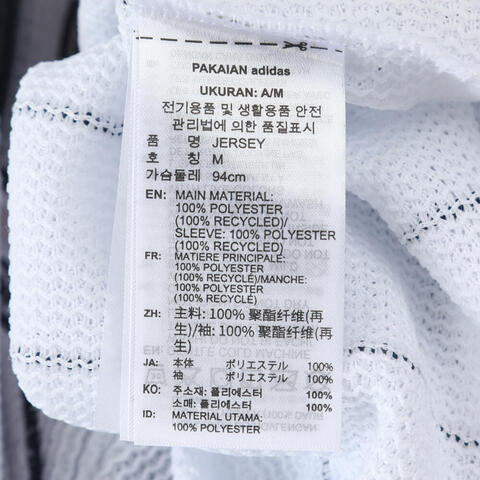 PAKAIAN adidas
UKURAN: A/M
전기용품 및 생활용품 안전
관리법에 의한 품질표시
품 명 JERSEY
호 칭 M
가슴둘레 94cm
EN: MAIN MATERIAL:
100% POLYESTER
(100% RECYCLED)/
SLEEVE: 100% POLYESTER
(100% RECYCLED)
FR: MATIERE PRINCIPALE:
100% POLYESTER
(100% RECYCLÉ)/MANCHE:
100% POLYESTER
(100% RECYCLÉ)
ZH: 主料: 100% 聚酯纤维(再
生)/袖: 100% 聚酯纤维(再
生)
JA: 本体 ポリエステル 100%
袖 ポリエステル 100%
KO: 주소재: 폴리에스터 100%
소매: 폴리에스터 100%
ID: MATERIAL UTAMA:
100% POLYESTER